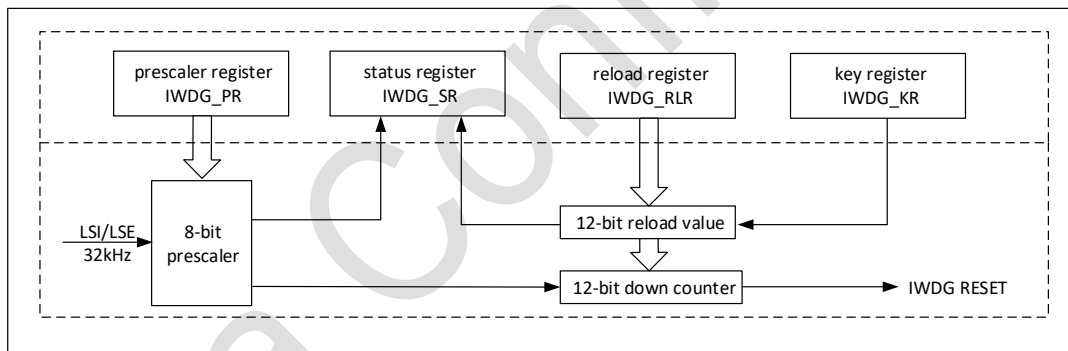 prescaler register
IWDG_PR
status register
IWDG_SR
reload register
IWDG_RLR
key register
IWDG_KR
LSI/LSE
32kHz
8-bit
prescaler
12-bit reload value
12-bit down counter
IWDG RESET